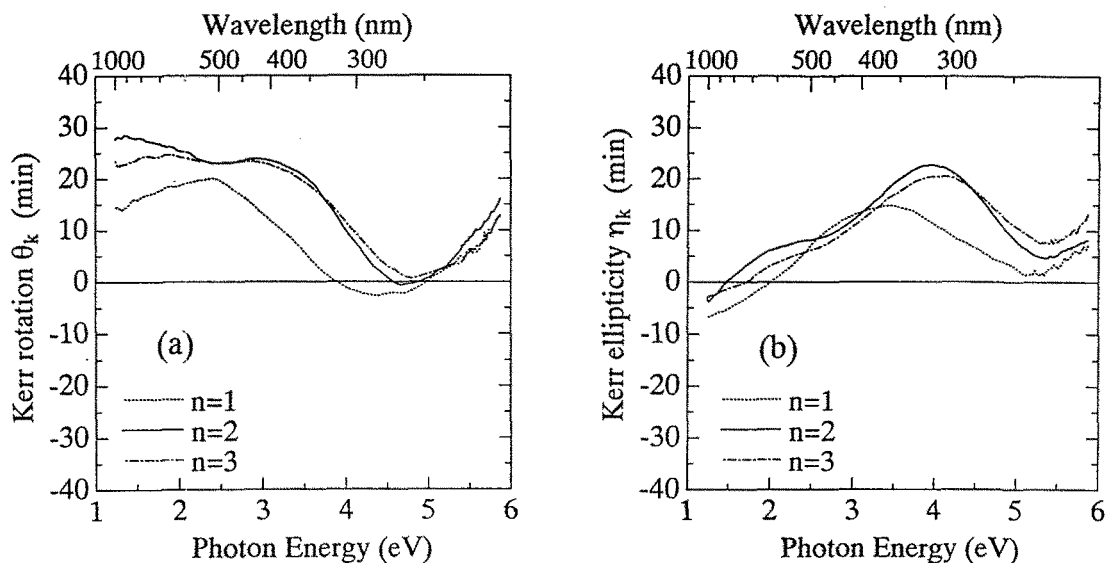 Wavelength (nm)
1000 500 400 300
40
30
20
10
0
-10
-20
-30
-40
Kerr rotation θk (min)
(a)
n=1
n=2
n=3
1 2 3 4 5 6
Photon Energy (eV)
Wavelength (nm)
1000 500 400 300
40
30
20
10
0
-10
-20
-30
-40
Kerr ellipticity ηk (min)
(b)
n=1
n=2
n=3
1 2 3 4 5 6
Photon Energy (eV)